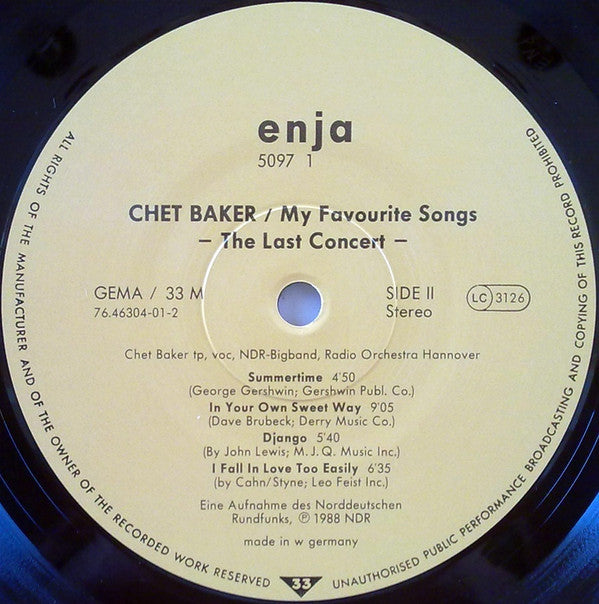 enja
5097 1
CHET BAKER / My Favourite Songs
– The Last Concert –
GEMA / 33 M
76.46304-01-2
SIDE II
Stereo
LC 3126
Chet Baker tp, voc, NDR-Bigband, Radio Orchestra Hannover
Summertime 4'50
(George Gershwin; Gershwin Publ. Co.)
In Your Own Sweet Way 9'05
(Dave Brubeck; Derry Music Co.)
Django 5'40
(By John Lewis; M. J. Q. Music Inc.)
I Fall In Love Too Easily 6'35
(by Cahn/Styne; Leo Feist Inc.)
Eine Aufnahme des Norddeutschen
Rundfunks, ℗ 1988 NDR
made in w germany
ALL RIGHTS OF THE MANUFACTURER AND OF THE OWNER OF THE RECORDED WORK RESERVED
33
UNAUTHORISED PUBLIC PERFORMANCE BROADCASTING AND COPYING OF THIS RECORD PROHIBITED